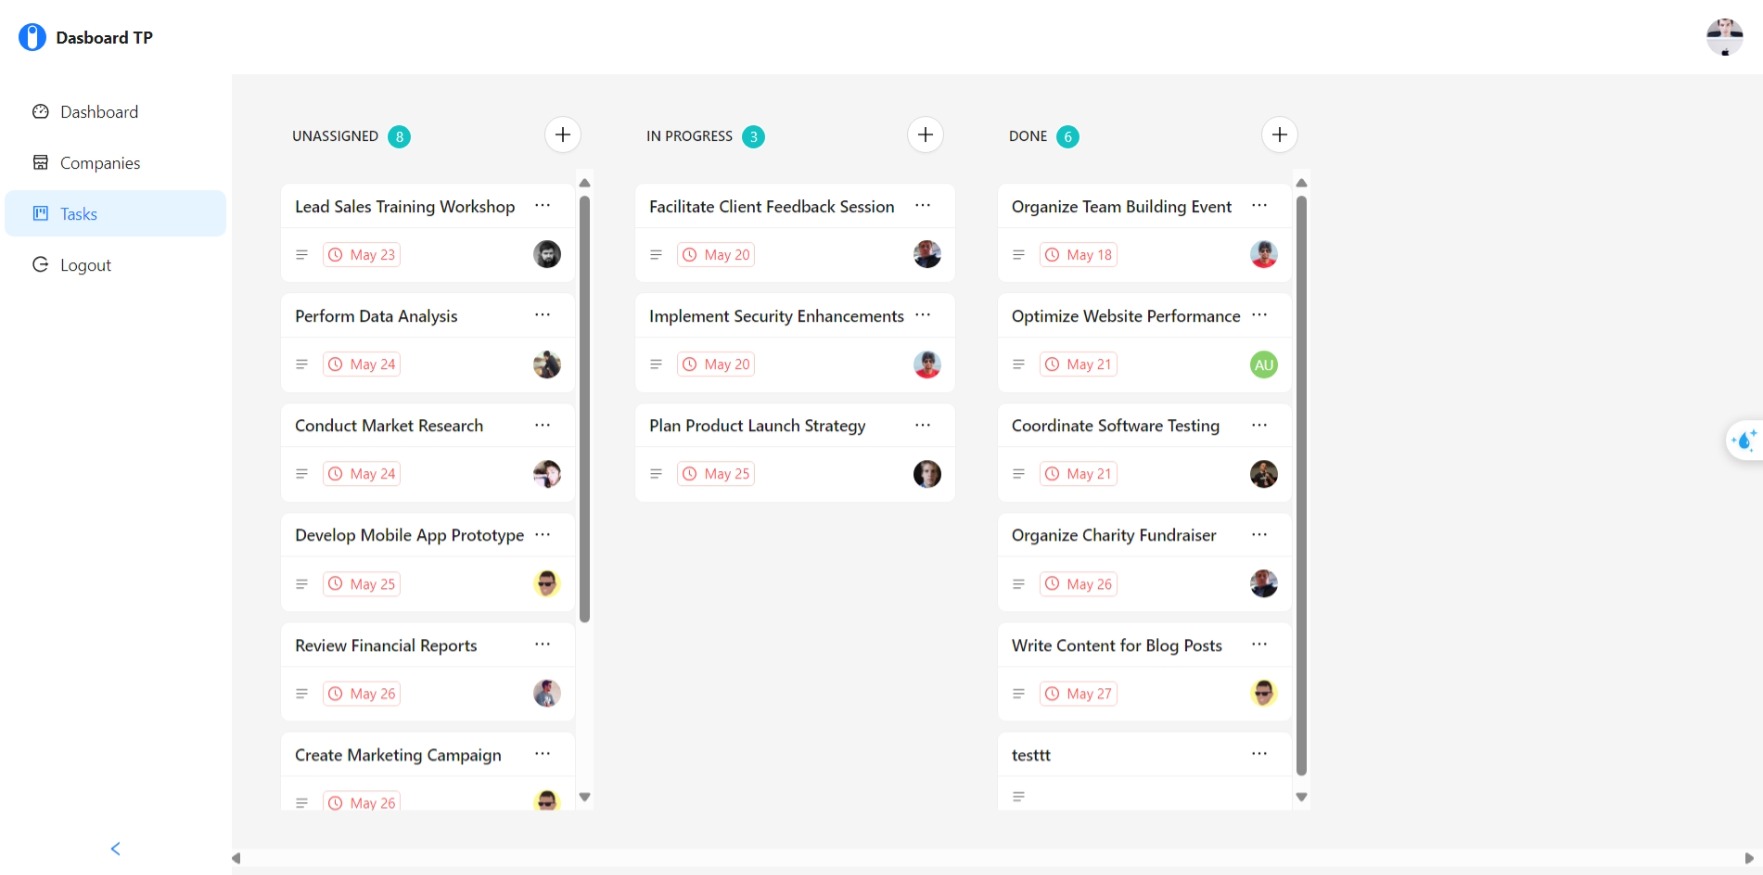 Dasboard TP
Dashboard
Companies
Tasks
Logout
UNASSIGNED 8
Lead Sales Training Workshop
May 23
Perform Data Analysis
May 24
Conduct Market Research
May 24
Develop Mobile App Prototype
May 25
Review Financial Reports
May 26
Create Marketing Campaign
May 26
IN PROGRESS 3
Facilitate Client Feedback Session
May 20
Implement Security Enhancements
May 20
Plan Product Launch Strategy
May 25
DONE 6
Organize Team Building Event
May 18
Optimize Website Performance
May 21
AU
Coordinate Software Testing
May 21
Organize Charity Fundraiser
May 26
Write Content for Blog Posts
May 27
testtt